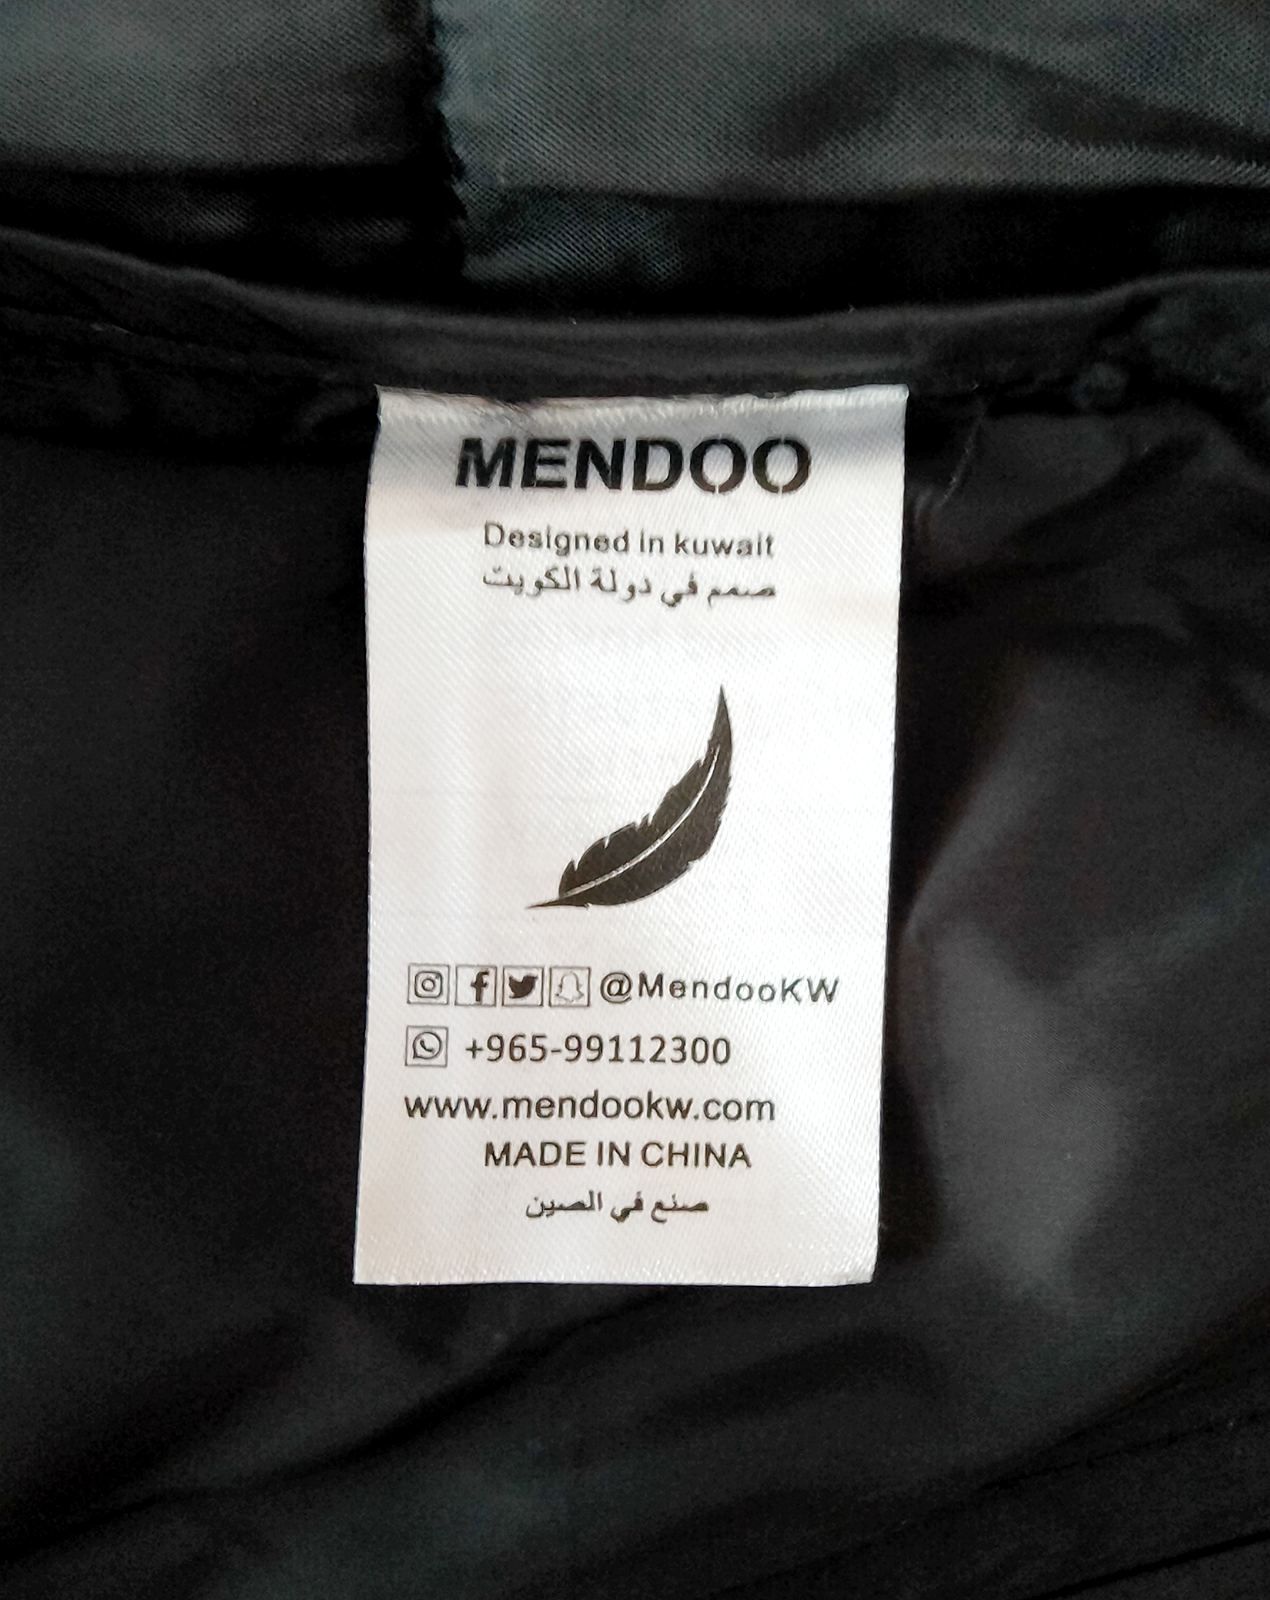 MENDOO
Designed in kuwait
صمم في دولة الكويت
@MendooKW
+965-99112300
www.mendookw.com
MADE IN CHINA
صنع في الصين